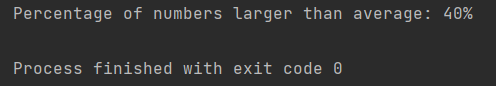 Percentage of numbers larger than average: 40%
Process finished with exit code 0